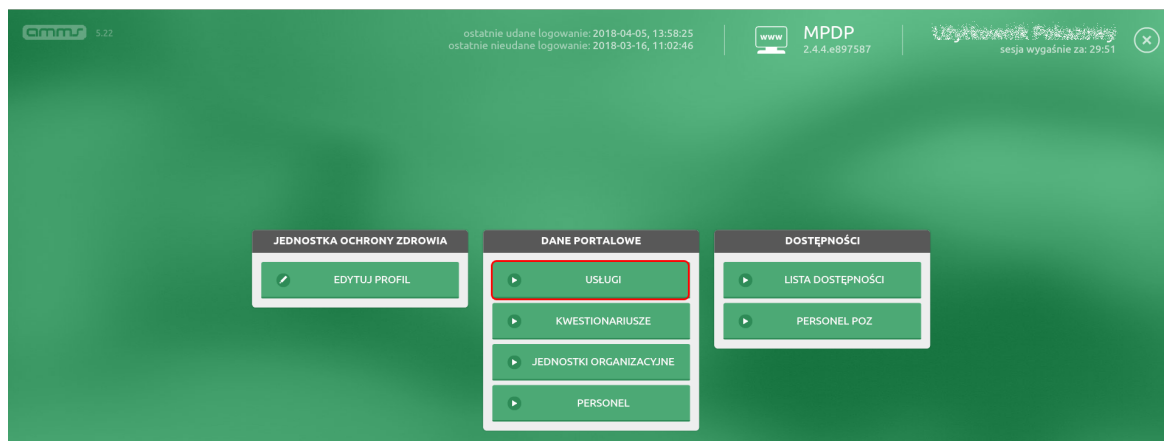 amms 5.22
ostatnie udane logowanie: 2018-04-05, 13:58:25
ostatnie nieudane logowanie: 2018-03-16, 11:02:46
www
MPDP
2.4.4.e897587
sesja wygaśnie za: 29:51
JEDNOSTKA OCHRONY ZDROWIA
EDYTUJ PROFIL
DANE PORTALOWE
USŁUGI
KWESTIONARIUSZE
JEDNOSTKI ORGANIZACYJNE
PERSONEL
DOSTĘPNOŚCI
LISTA DOSTĘPNOŚCI
PERSONEL POZ